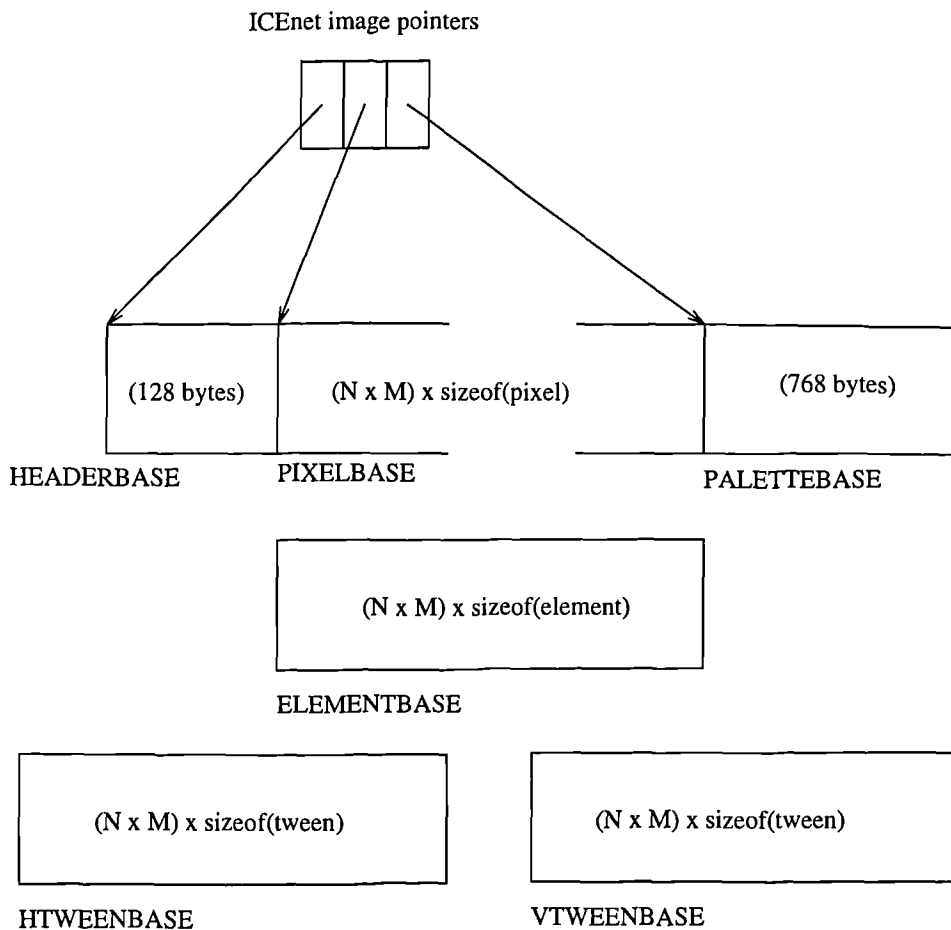 ICEnet image pointers
(128 bytes)
(N x M) x sizeof(pixel)
(768 bytes)
HEADERBASE
PIXELBASE
PALETTEBASE
(N x M) x sizeof(element)
ELEMENTBASE
(N x M) x sizeof(tween)
(N x M) x sizeof(tween)
HTWEENBASE
VTWEENBASE